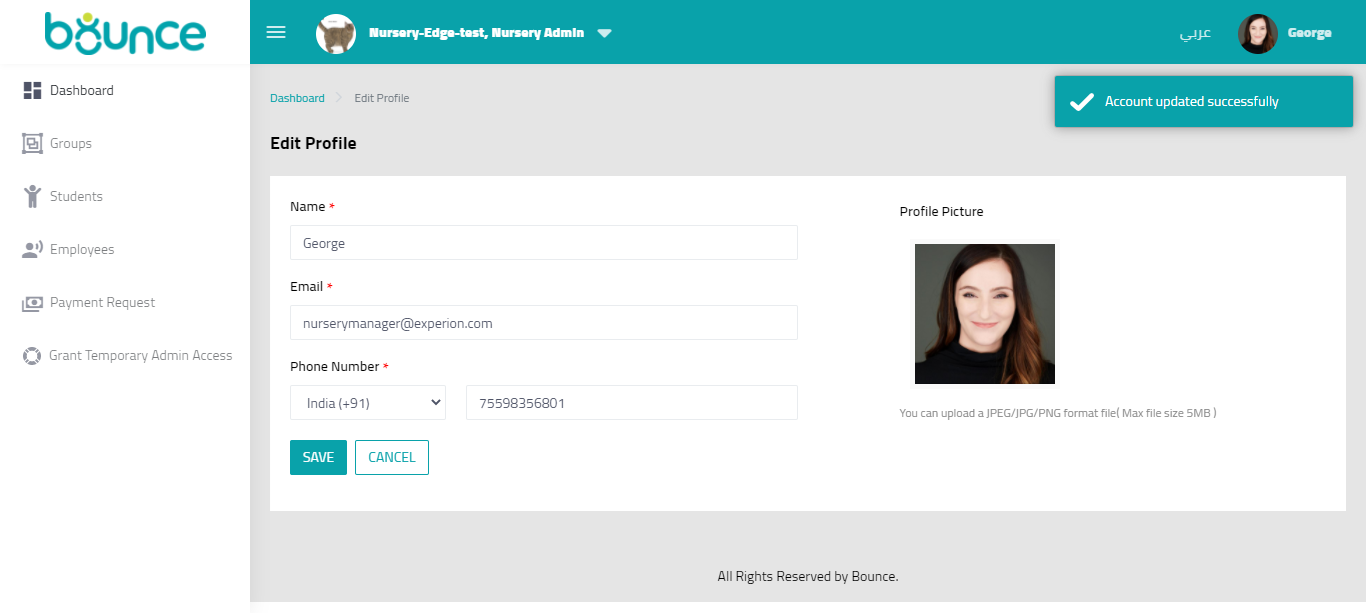 bounce
Nursery-Edge-test, Nursery Admin
عربي
George
Dashboard
Groups
Students
Employees
Payment Request
Grant Temporary Admin Access
Dashboard > Edit Profile
Account updated successfully
Edit Profile
Name *
George
Email *
nurserymanager@experion.com
Phone Number *
India (+91)
75598356801
SAVE
CANCEL
Profile Picture
You can upload a JPEG/JPG/PNG format file( Max file size 5MB )
All Rights Reserved by Bounce.